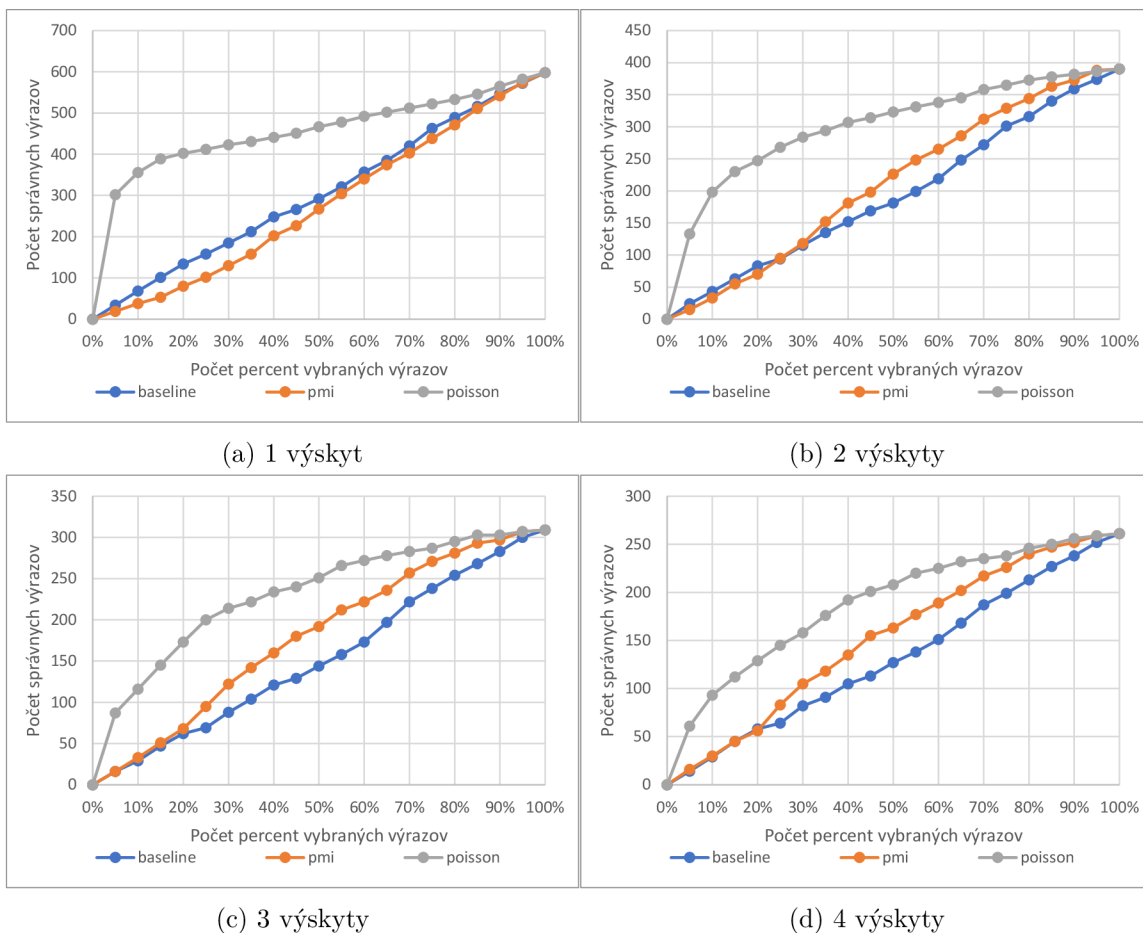 700
600
500
400
300
200
100
0
Počet správnych výrazov
0% 10% 20% 30% 40% 50% 60% 70% 80% 90% 100%
Počet percent vybraných výrazov
baseline pmi poisson
(a) 1 výskyt
450
400
350
300
250
200
150
100
50
0
Počet správnych výrazov
0% 10% 20% 30% 40% 50% 60% 70% 80% 90% 100%
Počet percent vybraných výrazov
baseline pmi poisson
(b) 2 výskyty
350
300
250
200
150
100
50
0
Počet správnych výrazov
0% 10% 20% 30% 40% 50% 60% 70% 80% 90% 100%
Počet percent vybraných výrazov
baseline pmi poisson
(c) 3 výskyty
300
250
200
150
100
50
0
Počet správnych výrazov
0% 10% 20% 30% 40% 50% 60% 70% 80% 90% 100%
Počet percent vybraných výrazov
baseline pmi poisson
(d) 4 výskyty